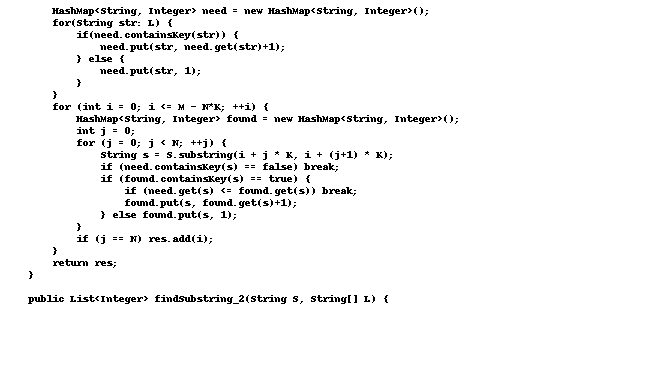 HashMap<String, Integer> need = new HashMap<String, Integer>();
for(String str: L) {
if(need.containsKey(str)) {
need.put(str, need.get(str)+1);
} else {
need.put(str, 1);
}
}
for (int i = 0; i <= M - N*K; ++i) {
HashMap<String, Integer> found = new HashMap<String, Integer>();
int j = 0;
for (j = 0; j < N; ++j) {
String s = S.substring(i + j * K, i + (j+1) * K);
if (need.containsKey(s) == false) break;
if (found.containsKey(s) == true) {
if (need.get(s) <= found.get(s)) break;
found.put(s, found.get(s)+1);
} else found.put(s, 1);
}
if (j == N) res.add(i);
}
return res;
}
public List<Integer> findSubstring_2(String S, String[] L) {